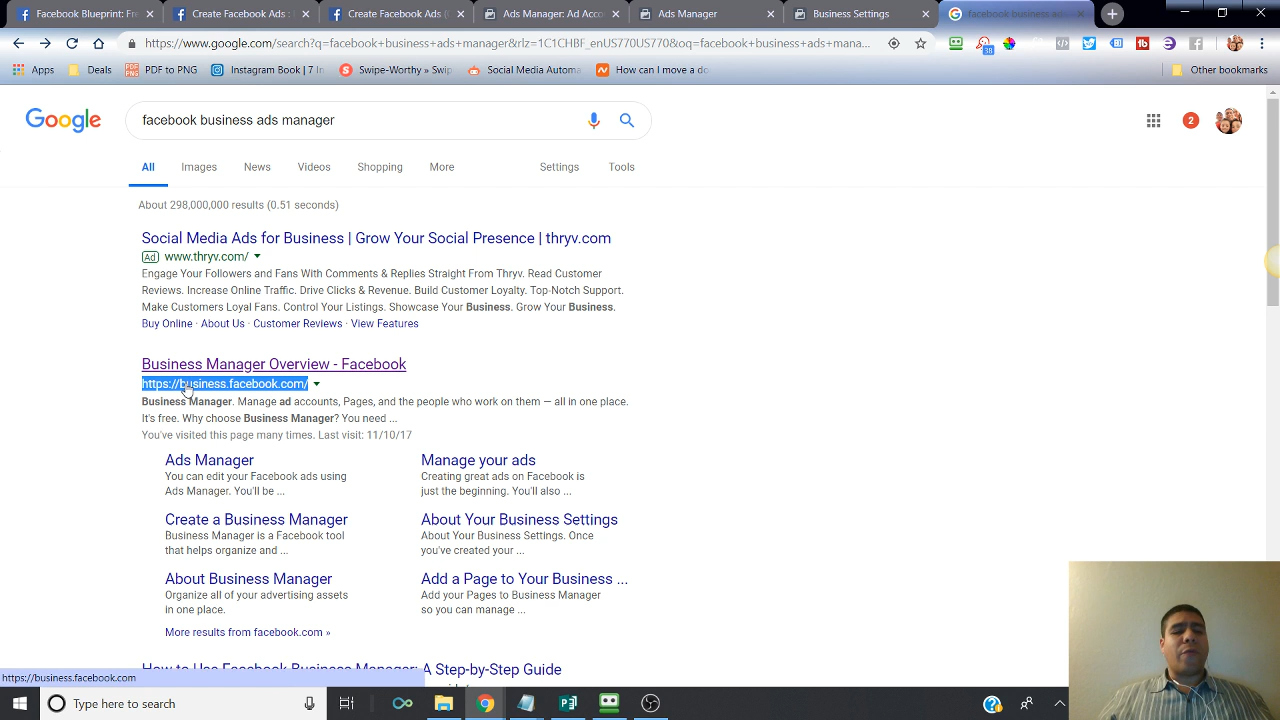 Facebook Blueprint: Fre
Create Facebook Ads :
Create Facebook Ads (
Ads Manager: Ad Acco
Ads Manager
Business Settings
facebook business ad
https://www.google.com/search?q=facebook+business+ads+manager&rlz=1C1CHBF_enUS770US770&oq=facebook+business+ads+mana...
38
Apps
Deals
PDF to PNG
Instagram Book | 7 I
Swipe-Worthy » Swip
Social Media Automa
How can I move a do
Other bookmarks
Google
facebook business ads manager
2
All
Images
News
Videos
Shopping
More
Settings
Tools
About 298,000,000 results (0.51 seconds)
Social Media Ads for Business | Grow Your Social Presence | thryv.com
Ad www.thryv.com/
Engage Your Followers and Fans With Comments & Replies Straight From Thryv. Read Customer
Reviews. Increase Online Traffic. Drive Clicks & Revenue. Build Customer Loyalty. Top-Notch Support.
Make Customers Loyal Fans. Control Your Listings. Showcase Your Business. Grow Your Business.
Buy Online · About Us · Customer Reviews · View Features
Business Manager Overview - Facebook
https://business.facebook.com/
Business Manager. Manage ad accounts, Pages, and the people who work on them — all in one place.
It's free. Why choose Business Manager? You need ...
You've visited this page many times. Last visit: 11/10/17
Ads Manager
You can edit your Facebook ads using
Ads Manager. You'll be ...
Manage your ads
Creating great ads on Facebook is
just the beginning. You'll also ...
Create a Business Manager
Business Manager is a Facebook tool
that helps organize and ...
About Your Business Settings
About Your Business Settings. Once
you've created your ...
About Business Manager
Organize all of your advertising assets
in one place.
Add a Page to Your Business ...
Add your Pages to Business Manager
so you can manage ...
More results from facebook.com »
How to Use Facebook Business Manager: A Step-by-Step Guide
https://business.facebook.com
Type here to search